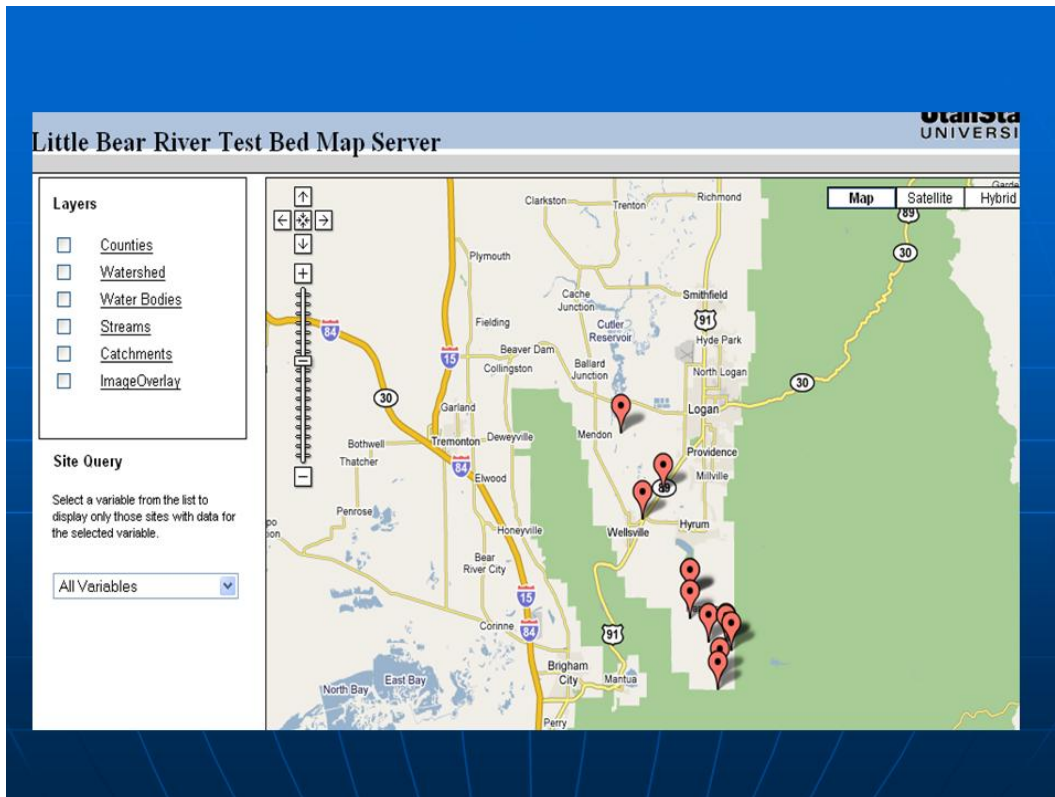 UtahSta
UNIVERSI
Little Bear River Test Bed Map Server
Layers
Counties
Watershed
Water Bodies
Streams
Catchments
ImageOverlay
Site Query
Select a variable from the list to
display only those sites with data for
the selected variable.
All Variables
Map
Satellite
Hybrid
Garde
Clarkston
Trenton
Richmond
89
30
Plymouth
Cache
Junction
Smithfield
84
Fielding
Cutler
Reservoir
91
Hyde Park
15
Beaver Dam
Collingston
Ballard
Junction
North Logan
30
30
Garland
Logan
Bothwell
Tremonton
Deweyville
Mendon
Thatcher
84
Providence
Elwood
Millville
89
Penrose
po
on
Honeyville
Wellsville
Hyrum
Bear
River City
15
Corinne
84
91
Brigham
City
Mantua
North Bay
East Bay
Perry